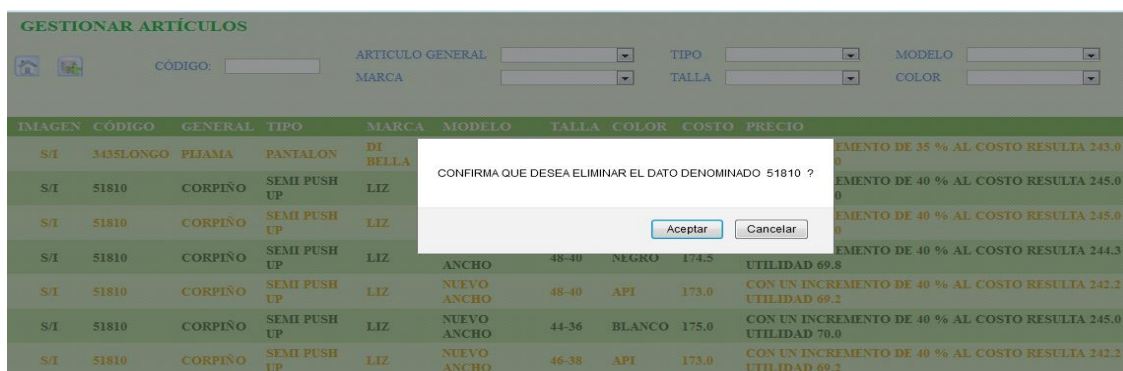 GESTIONAR ARTÍCULOS
CÓDIGO:
ARTICULO GENERAL
TIPO
MODELO
MARCA
TALLA
COLOR
IMAGEN CÓDIGO GENERAL TIPO MARCA MODELO TALLA COLOR COSTO PRECIO
S/I 3435LONGO PIJAMA PANTALON DI BELLA EMENTO DE 35 % AL COSTO RESULTA 243.0
0
CONFIRMA QUE DESEA ELIMINAR EL DATO DENOMINADO 51810 ?
Aceptar Cancelar
S/I 51810 CORPIÑO SEMI PUSH UP LIZ EMENTO DE 40 % AL COSTO RESULTA 245.0
0
S/I 51810 CORPIÑO SEMI PUSH UP LIZ EMENTO DE 40 % AL COSTO RESULTA 245.0
0
S/I 51810 CORPIÑO SEMI PUSH UP LIZ ANCHO 48-40 NEGRO 174.5 EMENTO DE 40 % AL COSTO RESULTA 244.3
UTILIDAD 69.8
S/I 51810 CORPIÑO SEMI PUSH UP LIZ NUEVO ANCHO 48-40 API 173.0 CON UN INCREMENTO DE 40 % AL COSTO RESULTA 242.2
UTILIDAD 69.2
S/I 51810 CORPIÑO SEMI PUSH UP LIZ NUEVO ANCHO 44-36 BLANCO 175.0 CON UN INCREMENTO DE 40 % AL COSTO RESULTA 245.0
UTILIDAD 70.0
S/I 51810 CORPIÑO SEMI PUSH UP LIZ NUEVO ANCHO 46-38 API 173.0 CON UN INCREMENTO DE 40 % AL COSTO RESULTA 242.2
UTILIDAD 69.2